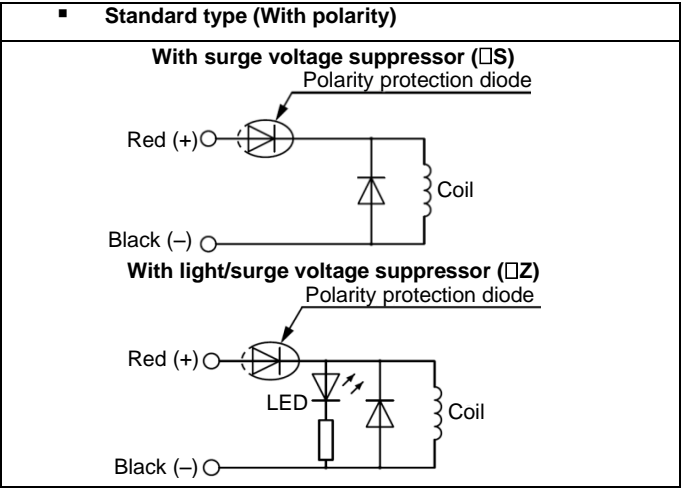 ▪ Standard type (With polarity)
With surge voltage suppressor (□S)
Polarity protection diode
Red (+)
Coil
Black (–)
With light/surge voltage suppressor (□Z)
Polarity protection diode
Red (+)
LED
Coil
Black (–)